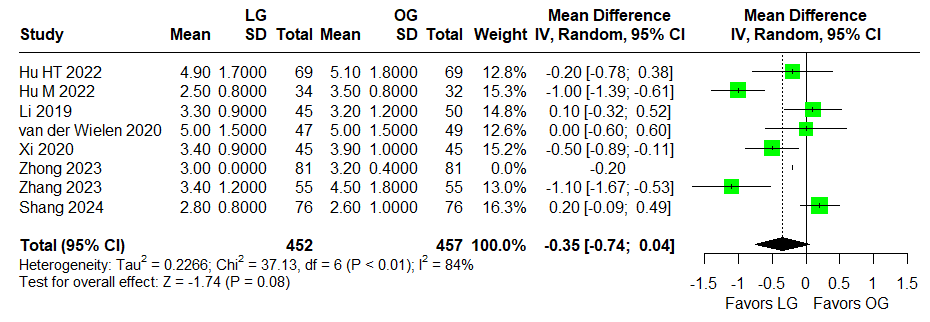 LG OG Mean Difference Mean Difference
Study Mean SD Total Mean SD Total Weight IV, Random, 95% CI IV, Random, 95% CI
Hu HT 2022 4.90 1.7000 69 5.10 1.8000 69 12.8% -0.20 [-0.78; 0.38]
Hu M 2022 2.50 0.8000 34 3.50 0.8000 32 15.3% -1.00 [-1.39; -0.61]
Li 2019 3.30 0.9000 45 3.20 1.2000 50 14.8% 0.10 [-0.32; 0.52]
van der Wielen 2020 5.00 1.5000 47 5.00 1.5000 49 12.6% 0.00 [-0.60; 0.60]
Xi 2020 3.40 0.9000 45 3.90 1.0000 45 15.2% -0.50 [-0.89; -0.11]
Zhong 2023 3.00 0.0000 81 3.20 0.4000 81 0.0% -0.20
Zhang 2023 3.40 1.2000 55 4.50 1.8000 55 13.0% -1.10 [-1.67; -0.53]
Shang 2024 2.80 0.8000 76 2.60 1.0000 76 16.3% 0.20 [-0.09; 0.49]
Total (95% CI) 452 457 100.0% -0.35 [-0.74; 0.04]
Heterogeneity: Tau² = 0.2266; Chi² = 37.13, df = 6 (P < 0.01); I² = 84%
Test for overall effect: Z = -1.74 (P = 0.08)
-1.5 -1 -0.5 0 0.5 1 1.5
Favors LG Favors OG